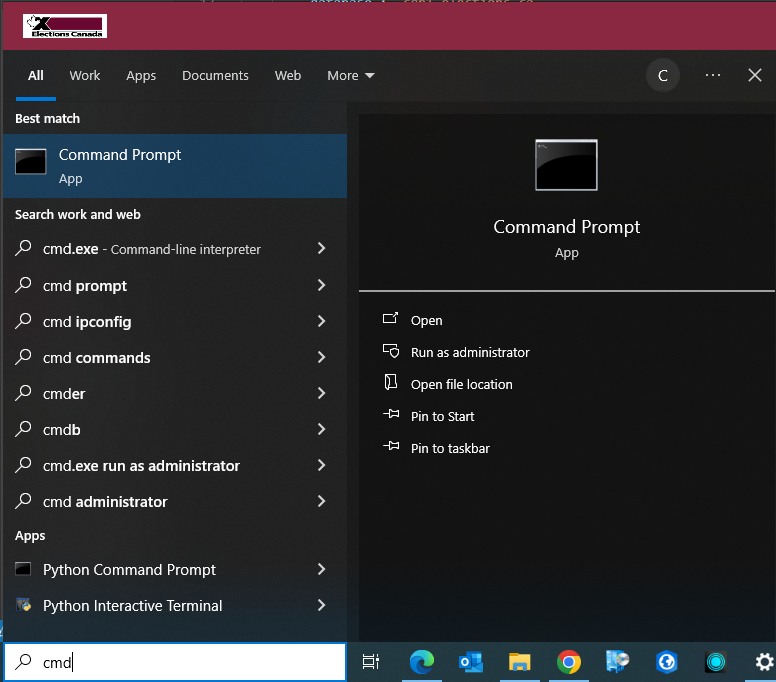 Elections Canada
All Work Apps Documents Web More C ...
Best match
Command Prompt
App
Search work and web
cmd.exe - Command-line interpreter
cmd prompt
cmd ipconfig
cmd commands
cmder
cmdb
cmd.exe run as administrator
cmd administrator
Apps
Python Command Prompt
Python Interactive Terminal
cmd
Command Prompt
App
Open
Run as administrator
Open file location
Pin to Start
Pin to taskbar